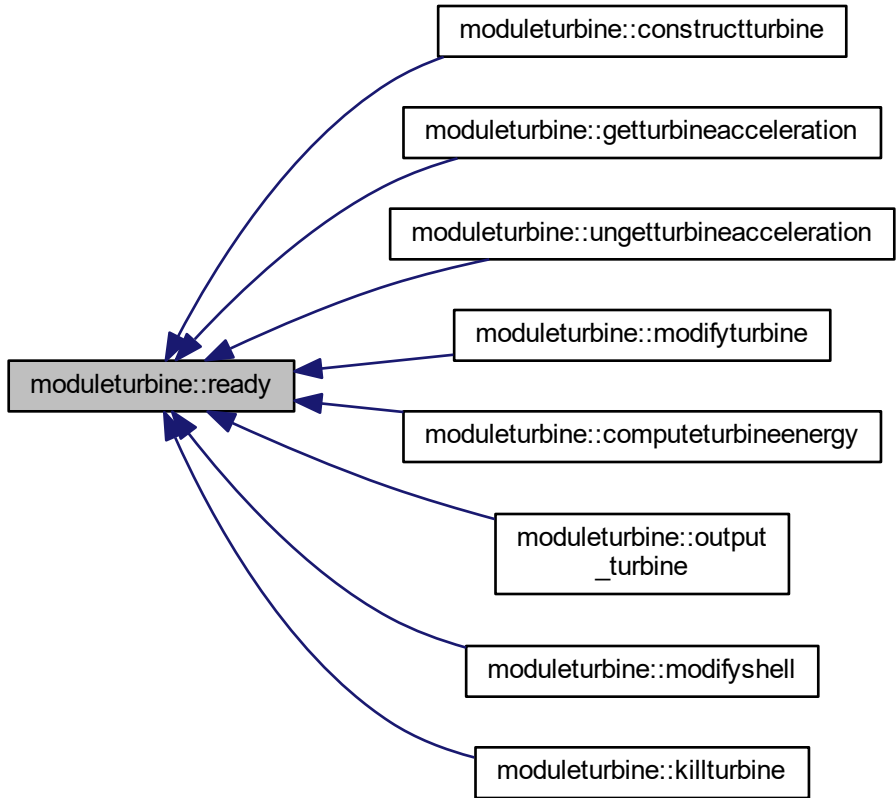 moduleturbine::constructturbine
moduleturbine::getturbineacceleration
moduleturbine::ungetturbineacceleration
moduleturbine::modifyturbine
moduleturbine::ready
moduleturbine::computeturbineenergy
moduleturbine::output
_turbine
moduleturbine::modifyshell
moduleturbine::killturbine